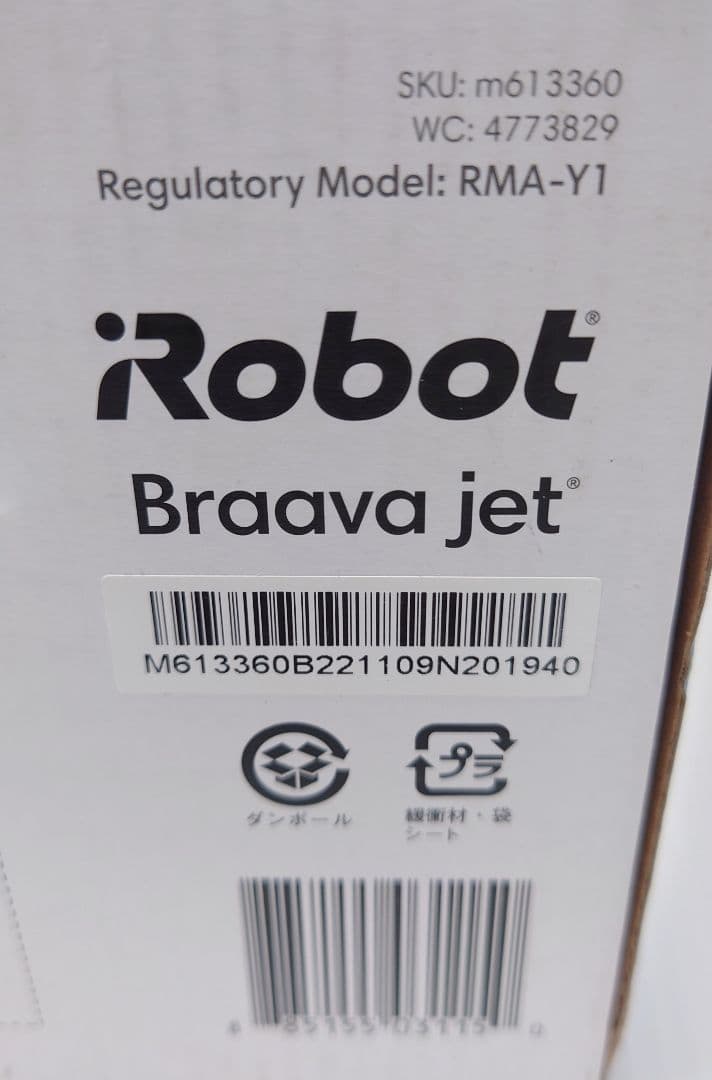 SKU: m613360
WC: 4773829
Regulatory Model: RMA-Y1
iRobot®
Braava jet®
M613360B221109N201940
プラ
ダンボール
緩衝材・袋
シート